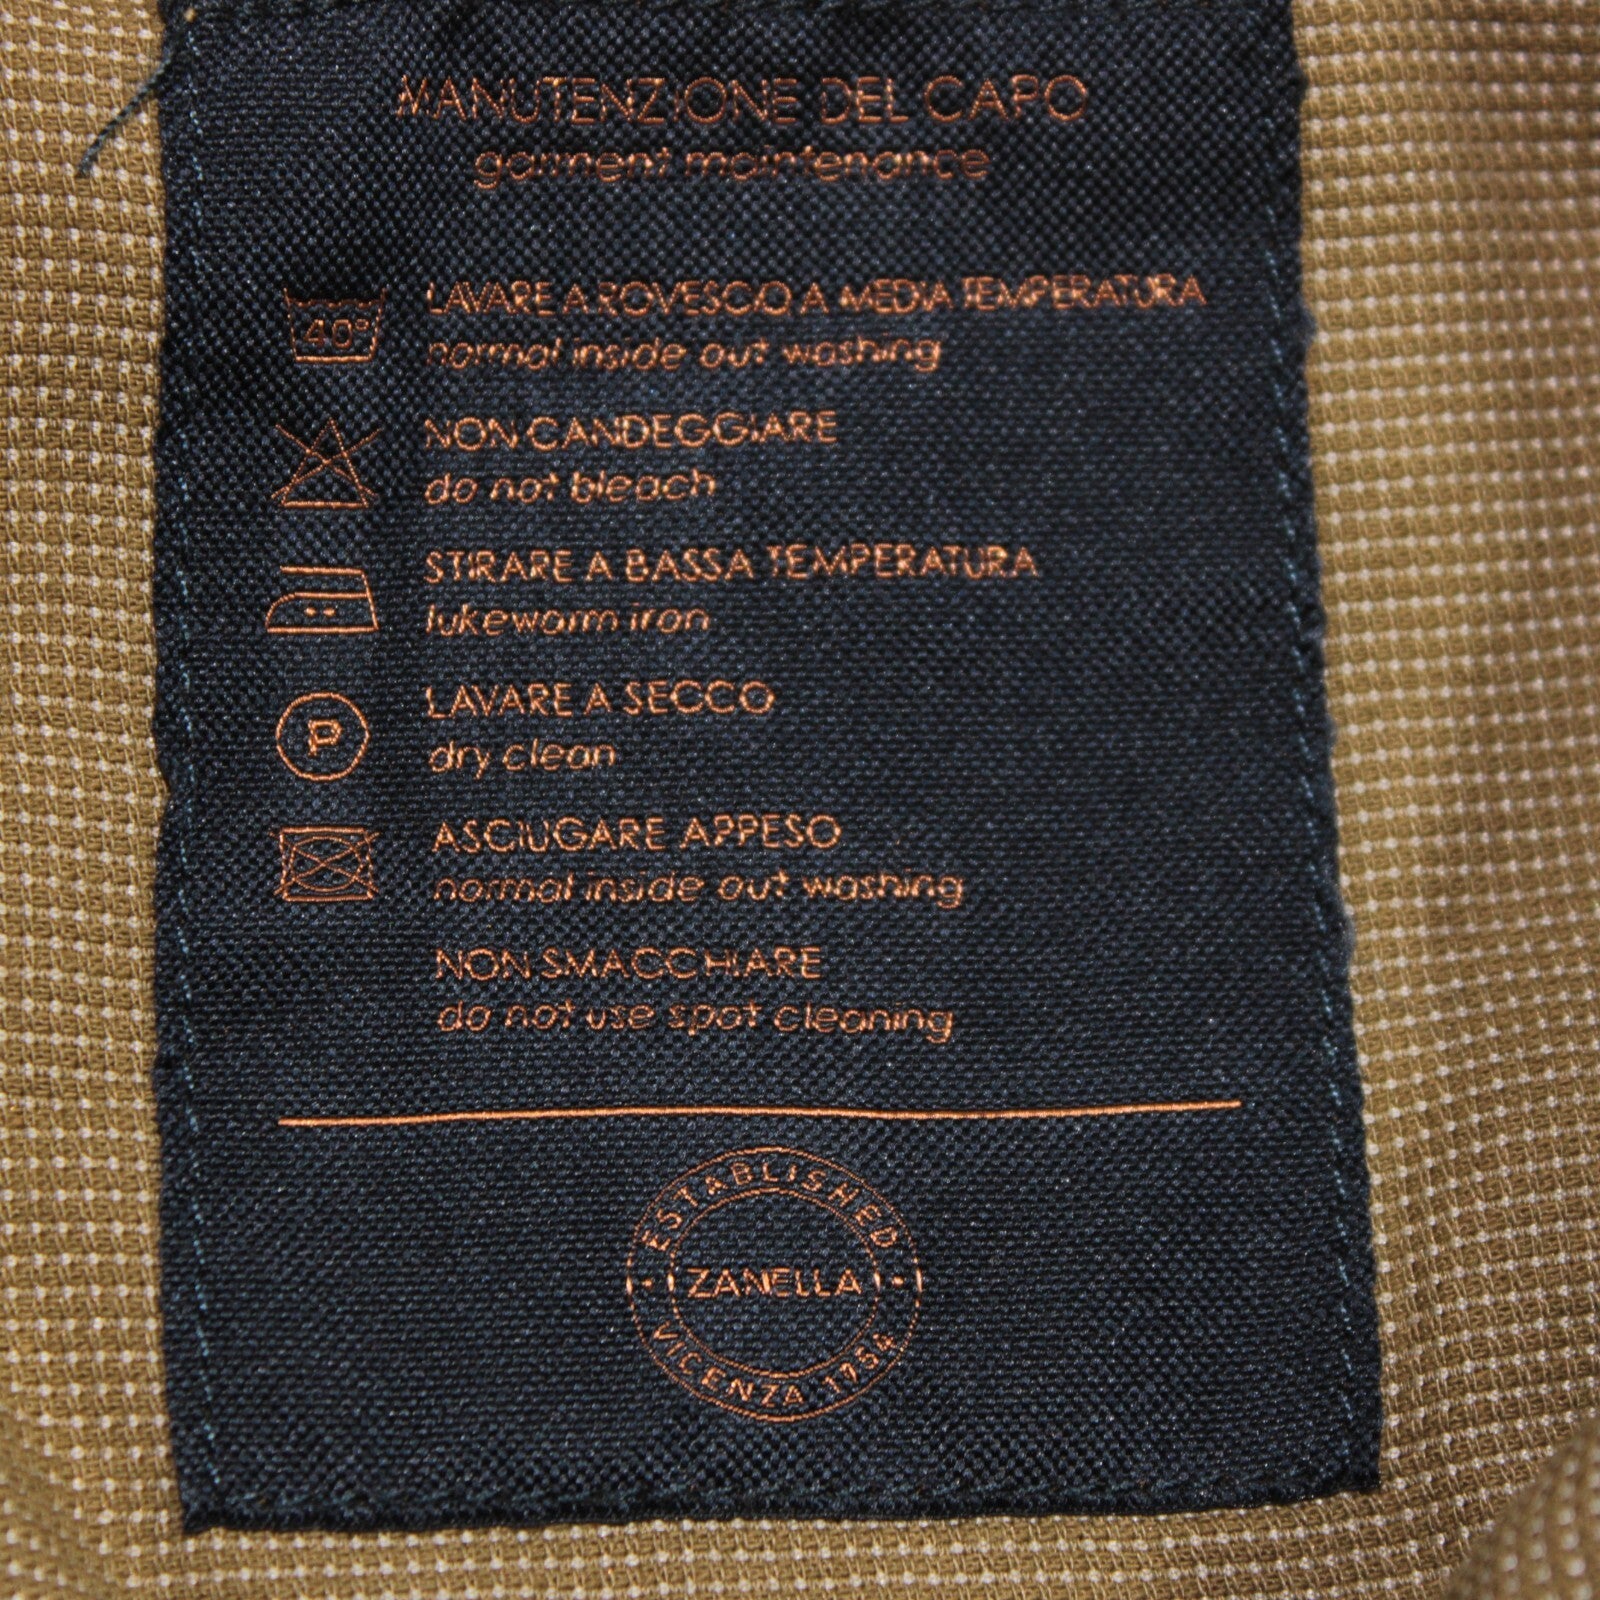 MANUTENZIONE DEL CAPO
garment maintenance
40°
LAVARE A ROVESCIO A MEDIA TEMPERATURA
normal inside out washing
NON CANDEGGIARE
do not bleach
STIRARE A BASSA TEMPERATURA
lukewarm iron
P
LAVARE A SECCO
dry clean
ASCIUGARE APPESO
normal inside out washing
NON SMACCHIARE
do not use spot cleaning
ESTABLISHED
ZANELLA
VICENZA 1954